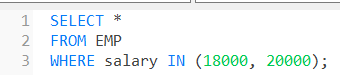 1 SELECT *
2 FROM EMP
3 WHERE salary IN (18000, 20000);